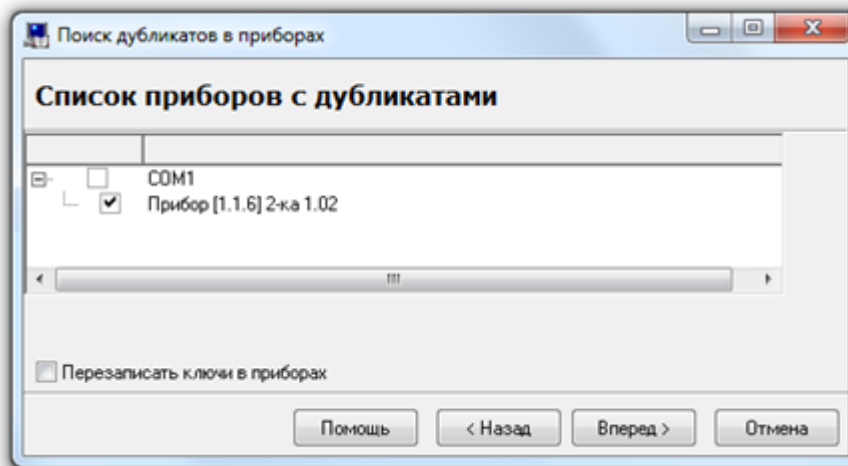 Поиск дубликатов в приборах
Список приборов с дубликатами
COM1
Прибор [1.1.6] 2-ка 1.02
Перезаписать ключи в приборах
Помощь < Назад Вперед > Отмена